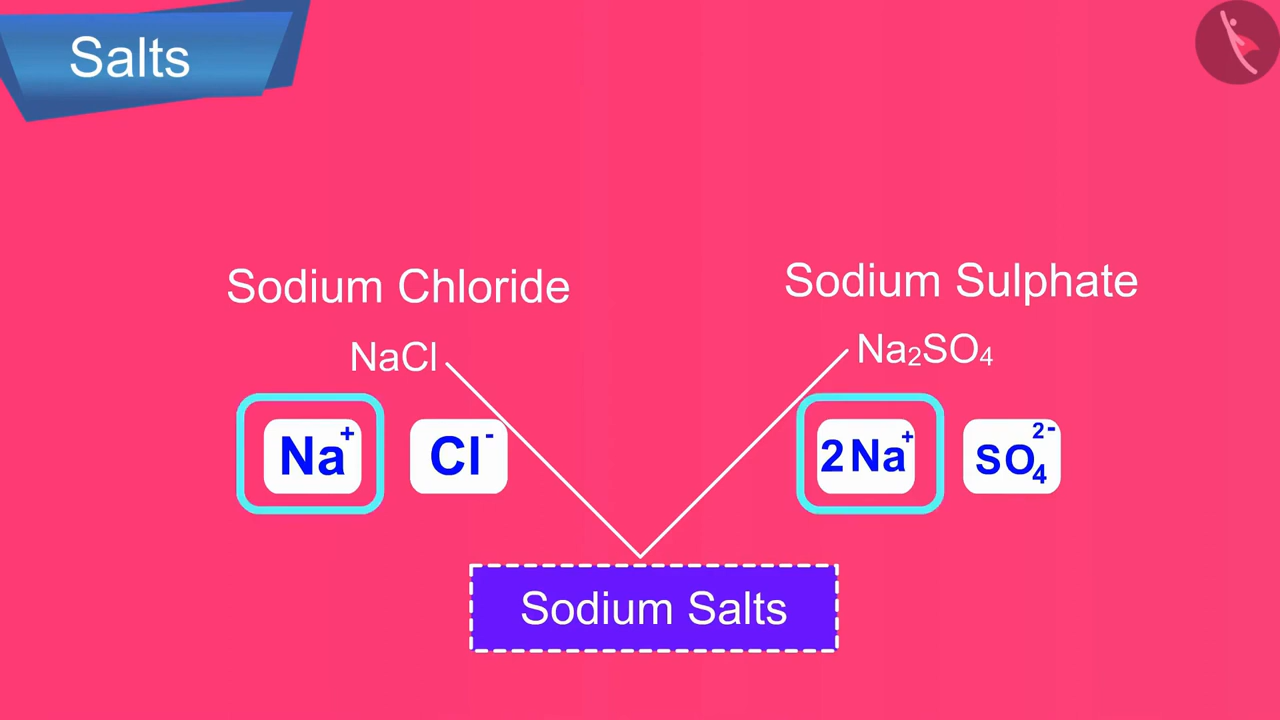 Salts
Sodium Chloride
NaCl
Na⁺ Cl⁻
Sodium Sulphate
Na₂SO₄
2Na⁺ SO₄²⁻
Sodium Salts